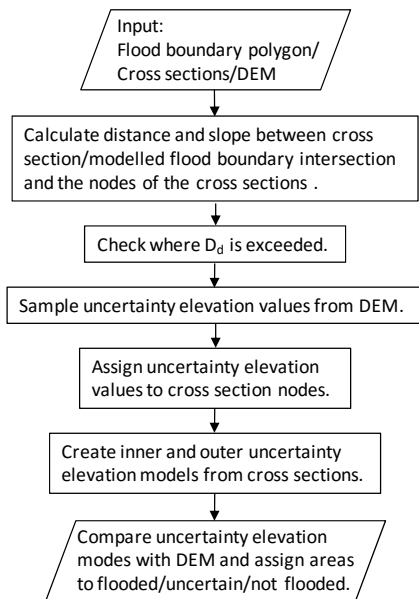 Input:
Flood boundary polygon/
Cross sections/DEM
Calculate distance and slope between cross
section/modelled flood boundary intersection
and the nodes of the cross sections .
Check where Dd is exceeded.
Sample uncertainty elevation values from DEM.
Assign uncertainty elevation
values to cross section nodes.
Create inner and outer uncertainty
elevation models from cross sections.
Compare uncertainty elevation
modes with DEM and assign areas
to flooded/uncertain/not flooded.